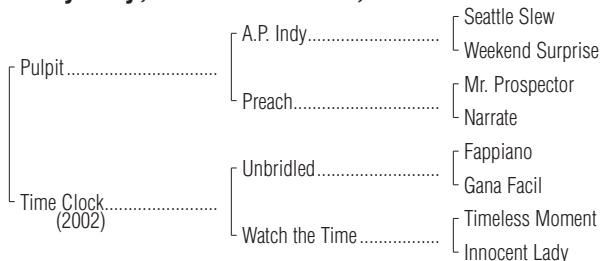 Seattle Slew
A.P. Indy
Weekend Surprise
Pulpit
Mr. Prospector
Preach
Narrate
Fappiano
Unbridled
Gana Facil
Time Clock
(2002)
Timeless Moment
Watch the Time
Innocent Lady